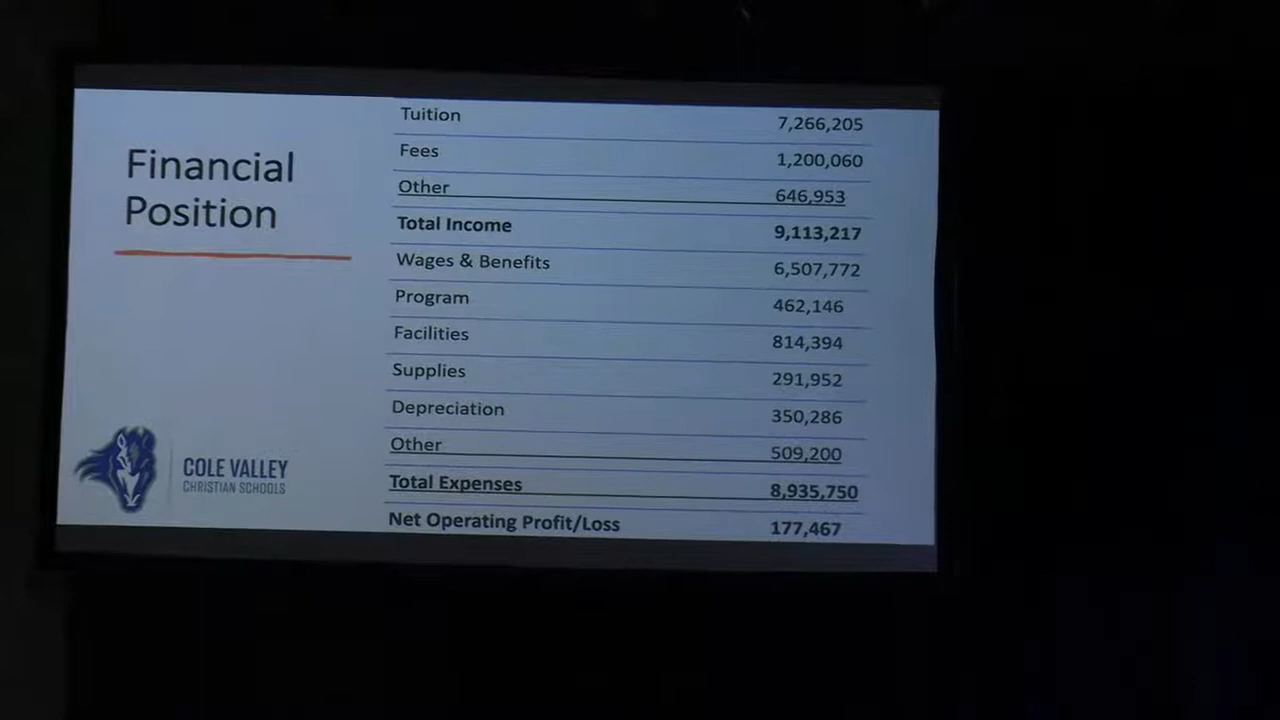 Financial
Position
Tuition 7,266,205
Fees 1,200,060
Other 646,953
Total Income 9,113,217
Wages & Benefits 6,507,772
Program 462,146
Facilities 814,394
Supplies 291,952
Depreciation 350,286
Other 509,200
Total Expenses 8,935,750
Net Operating Profit/Loss 177,467
COLE VALLEY
CHRISTIAN SCHOOLS